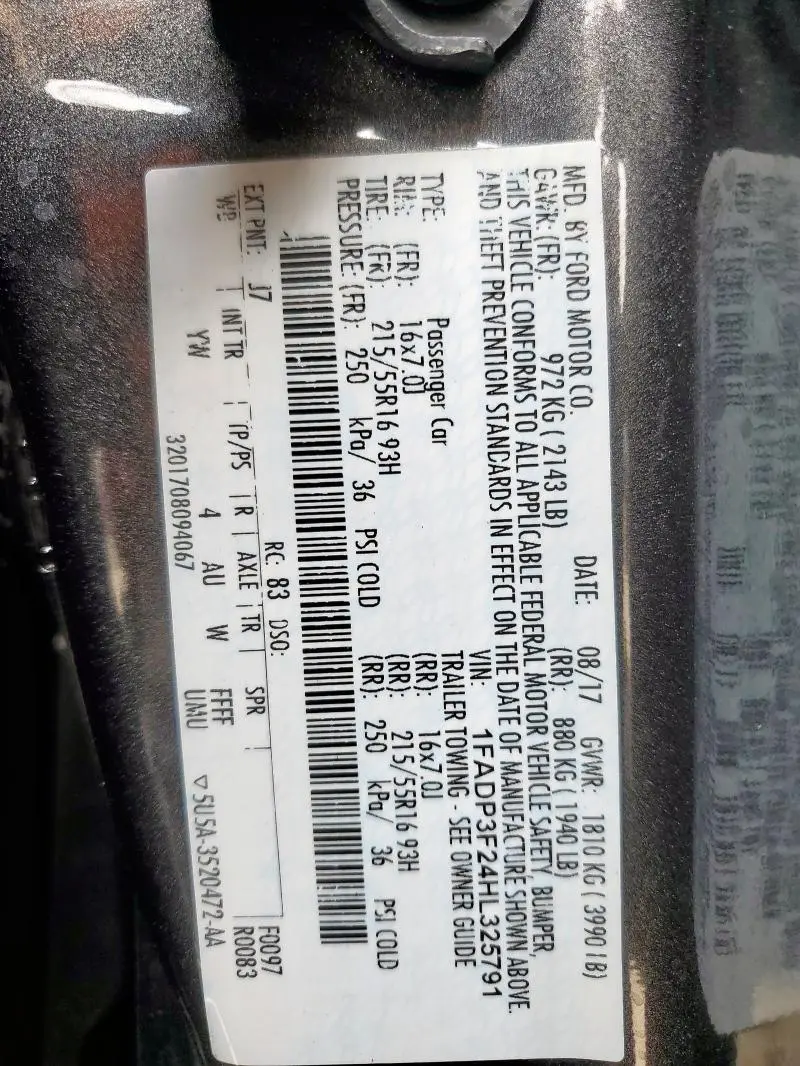 MFD. BY FORD MOTOR CO.
DATE: 08/17 GVWR: 1810 KG ( 3990 LB)
GAWR: (FR): 972 KG ( 2143 LB) (RR): 880 KG ( 1940 LB)
THIS VEHICLE CONFORMS TO ALL APPLICABLE FEDERAL MOTOR VEHICLE SAFETY, BUMPER,
AND THEFT PREVENTION STANDARDS IN EFFECT ON THE DATE OF MANUFACTURE SHOWN ABOVE.
VIN: 1FADP3F24HL325791
TYPE: Passenger Car TRAILER TOWING - SEE OWNER GUIDE
RIM: (FR): 16x7.0J (RR): 16x7.0J
TIRE: (FR): 215/55R16 93H (RR): 215/55R16 93H
PRESSURE: (FR): 250 kPa/ 36 PSI COLD (RR): 250 kPa/ 36 PSI COLD
RC: 83 DSO: F0097
EXT PNT: J7 R0083
WB INT TR TP/PS R AXLE TR SPR
YW 4 AU W FFFF
UMU
3201708094067 ▽5U5A-3520472-AA